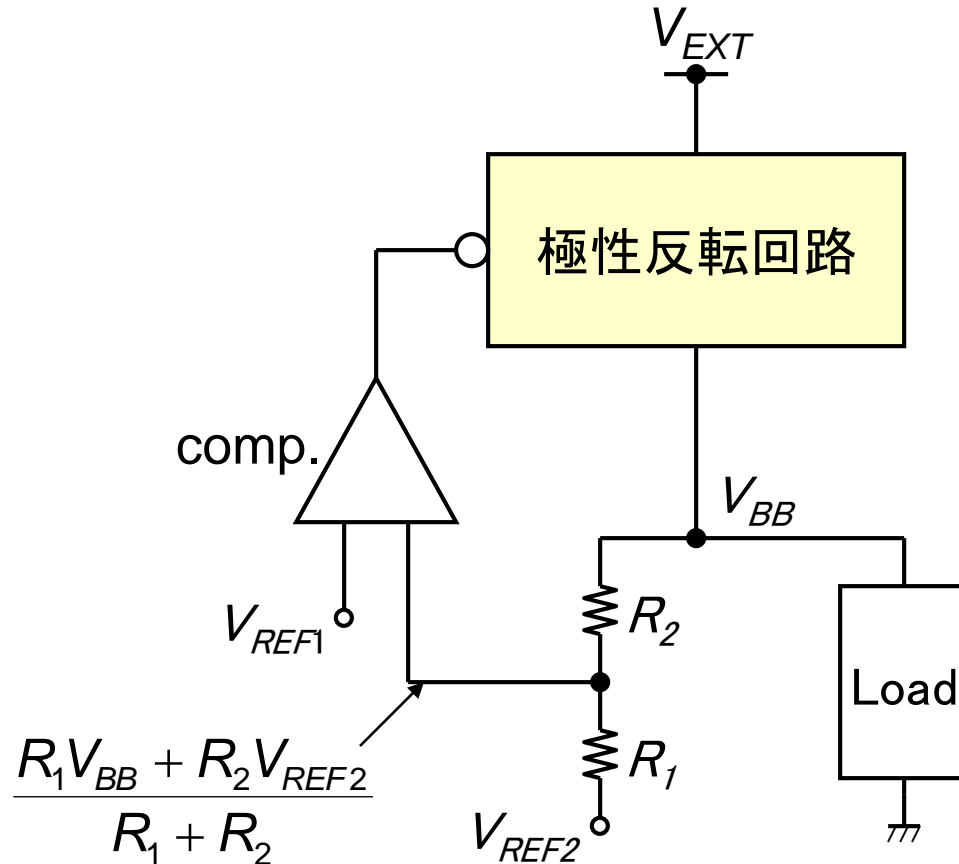 V_EXT
極性反転回路
comp.
V_BB
V_REF1
R_2
Load
R_1
R_1V_BB + R_2V_REF2
R_1 + R_2
V_REF2